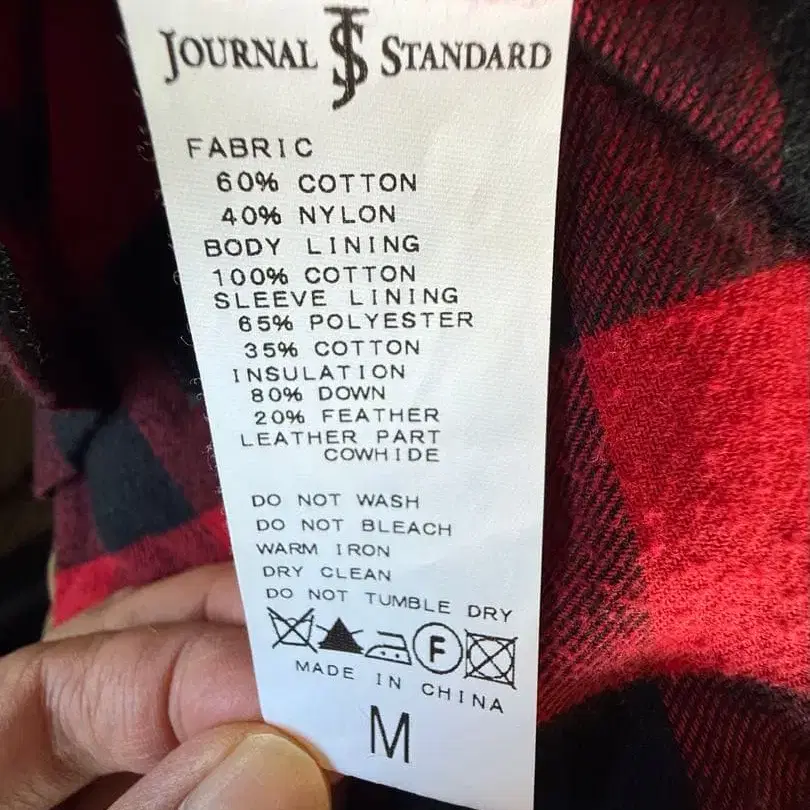 JOURNAL JS STANDARD
FABRIC
60% COTTON
40% NYLON
BODY LINING
100% COTTON
SLEEVE LINING
65% POLYESTER
35% COTTON
INSULATION
80% DOWN
20% FEATHER
LEATHER PART
COWHIDE
DO NOT WASH
DO NOT BLEACH
WARM IRON
DRY CLEAN
DO NOT TUMBLE DRY
F
MADE IN CHINA
M